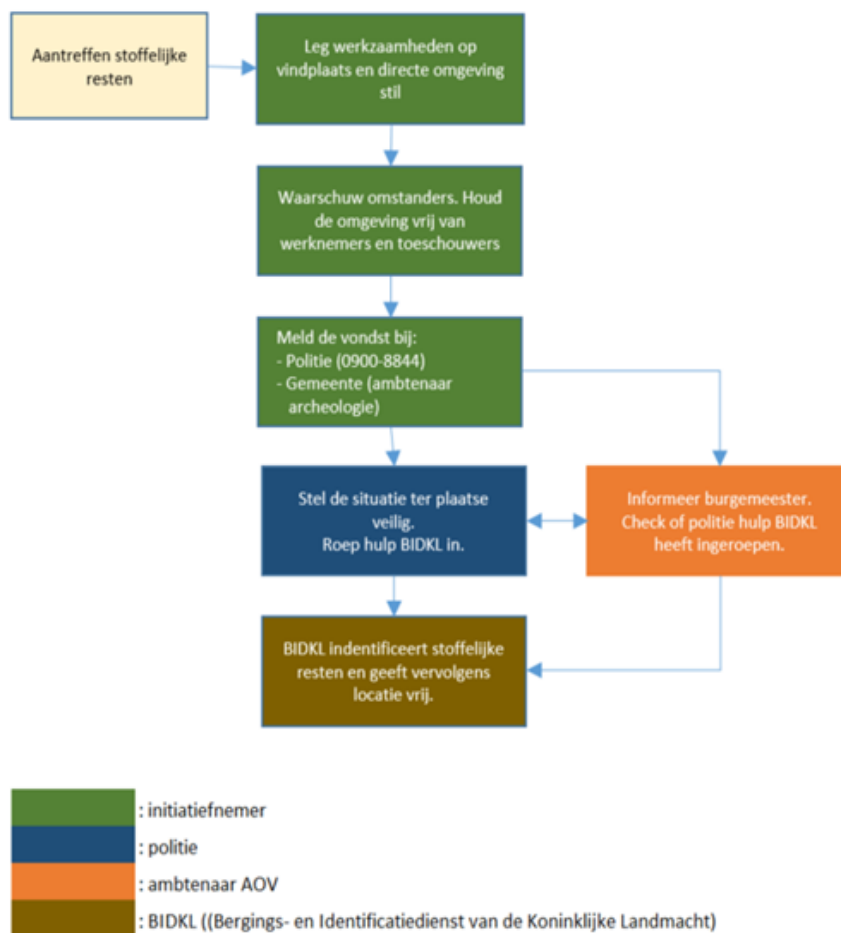 Aantreffen stoffelijke
resten
Leg werkzaamheden op
vindplaats en directe omgeving
stil
Waarschuw omstanders. Houd
de omgeving vrij van
werknemers en toeschouwers
Meld de vondst bij:
- Politie (0900-8844)
- Gemeente (ambtenaar
archeologie)
Stel de situatie ter plaatse
veilig.
Roep hulp BIDKL in.
Informeer burgemeester.
Check of politie hulp BIDKL
heeft ingeroepen.
BIDKL indentificeert stoffelijke
resten en geeft vervolgens
locatie vrij.
: initiatiefnemer
: politie
: ambtenaar AOV
: BIDKL ((Bergings- en Identificatiedienst van de Koninklijke Landmacht)